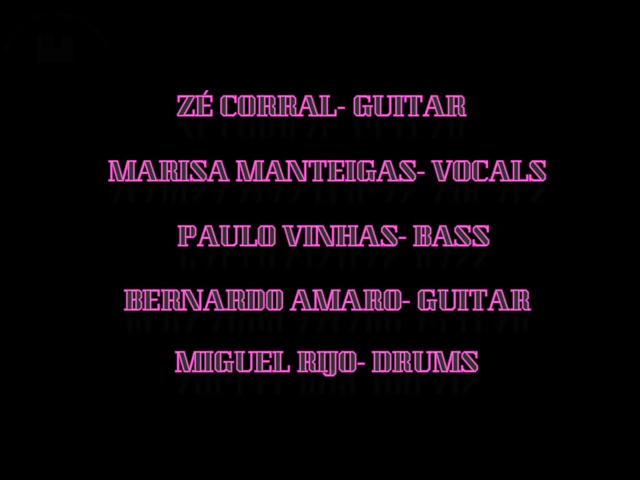 ZÉ CORRAL- GUITAR
MARISA MANTEIGAS- VOCALS
PAULO VINHAS- BASS
BERNARDO AMARO- GUITAR
MIGUEL RIJO- DRUMS